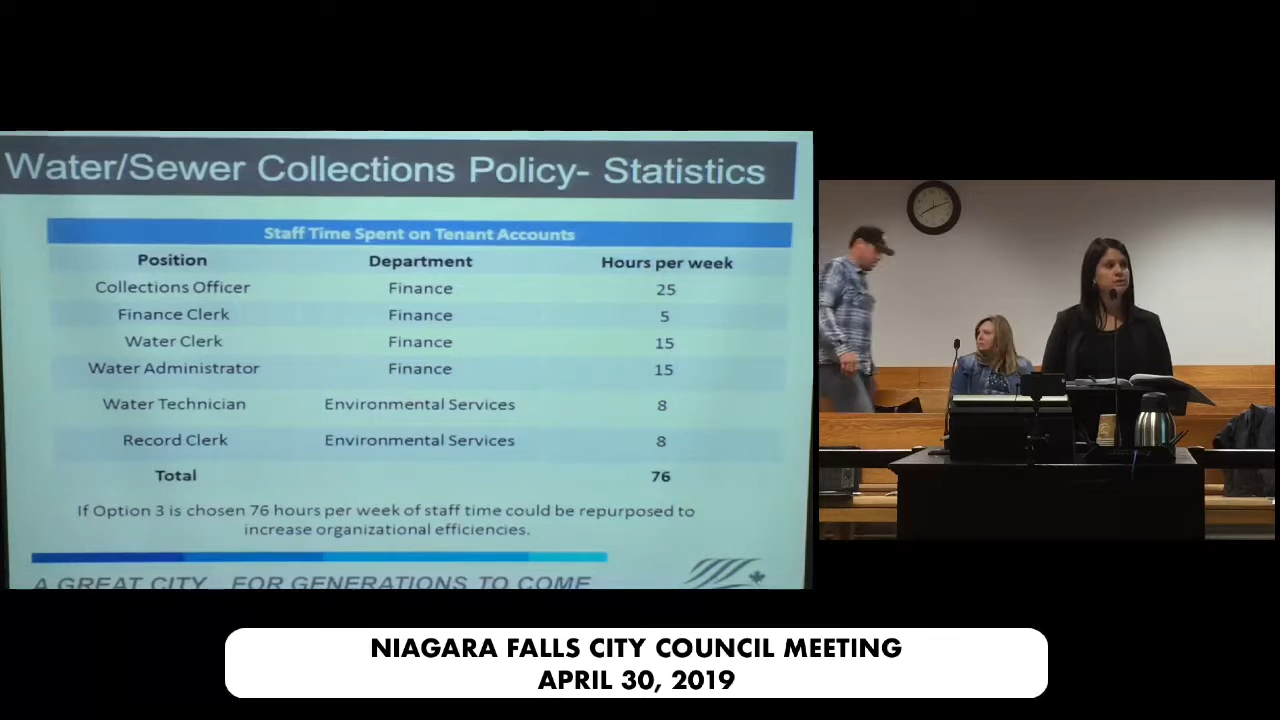 Water/Sewer Collections Policy- Statistics
Staff Time Spent on Tenant Accounts
Position Department Hours per week
Collections Officer Finance 25
Finance Clerk Finance 5
Water Clerk Finance 15
Water Administrator Finance 15
Water Technician Environmental Services 8
Record Clerk Environmental Services 8
Total 76
If Option 3 is chosen 76 hours per week of staff time could be repurposed to
increase organizational efficiencies.
A GREAT CITY... FOR GENERATIONS TO COME
NIAGARA FALLS CITY COUNCIL MEETING
APRIL 30, 2019